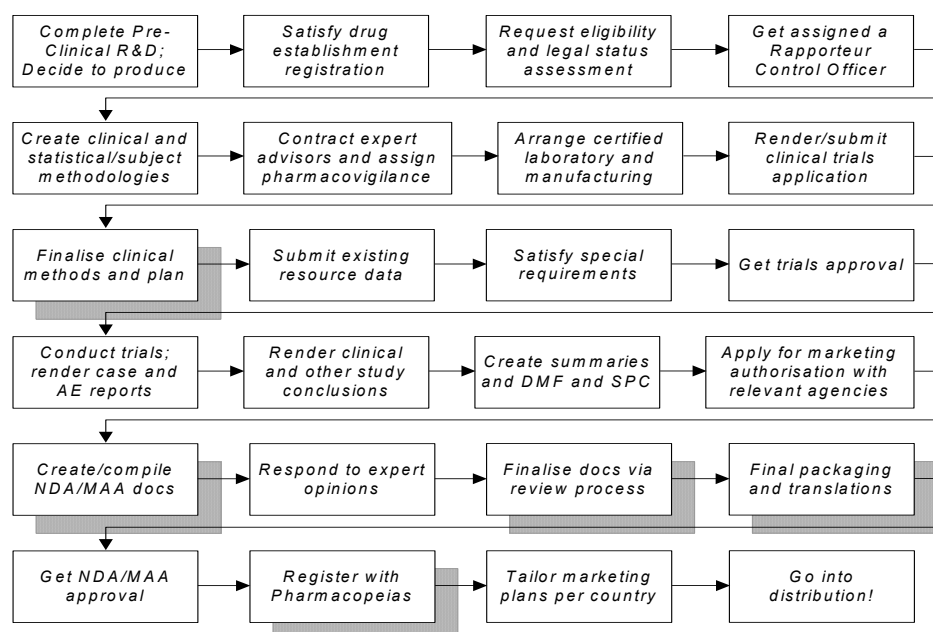 Complete Pre-
Clinical R&D;
Decide to produce
Satisfy drug
establishment
registration
Request eligibility
and legal status
assessment
Get assigned a
Rapporteur
Control Officer
Create clinical and
statistical/subject
methodologies
Contract expert
advisors and assign
pharmacovigilance
Arrange certified
laboratory and
manufacturing
Render/submit
clinical trials
application
Finalise clinical
methods and plan
Submit existing
resource data
Satisfy special
requirements
Get trials approval
Conduct trials;
render case and
AE reports
Render clinical
and other study
conclusions
Create summaries
and DMF and SPC
Apply for marketing
authorisation with
relevant agencies
Create/compile
NDA/MAA docs
Respond to expert
opinions
Finalise docs via
review process
Final packaging
and translations
Get NDA/MAA
approval
Register with
Pharmacopeias
Tailor marketing
plans per country
Go into
distribution!